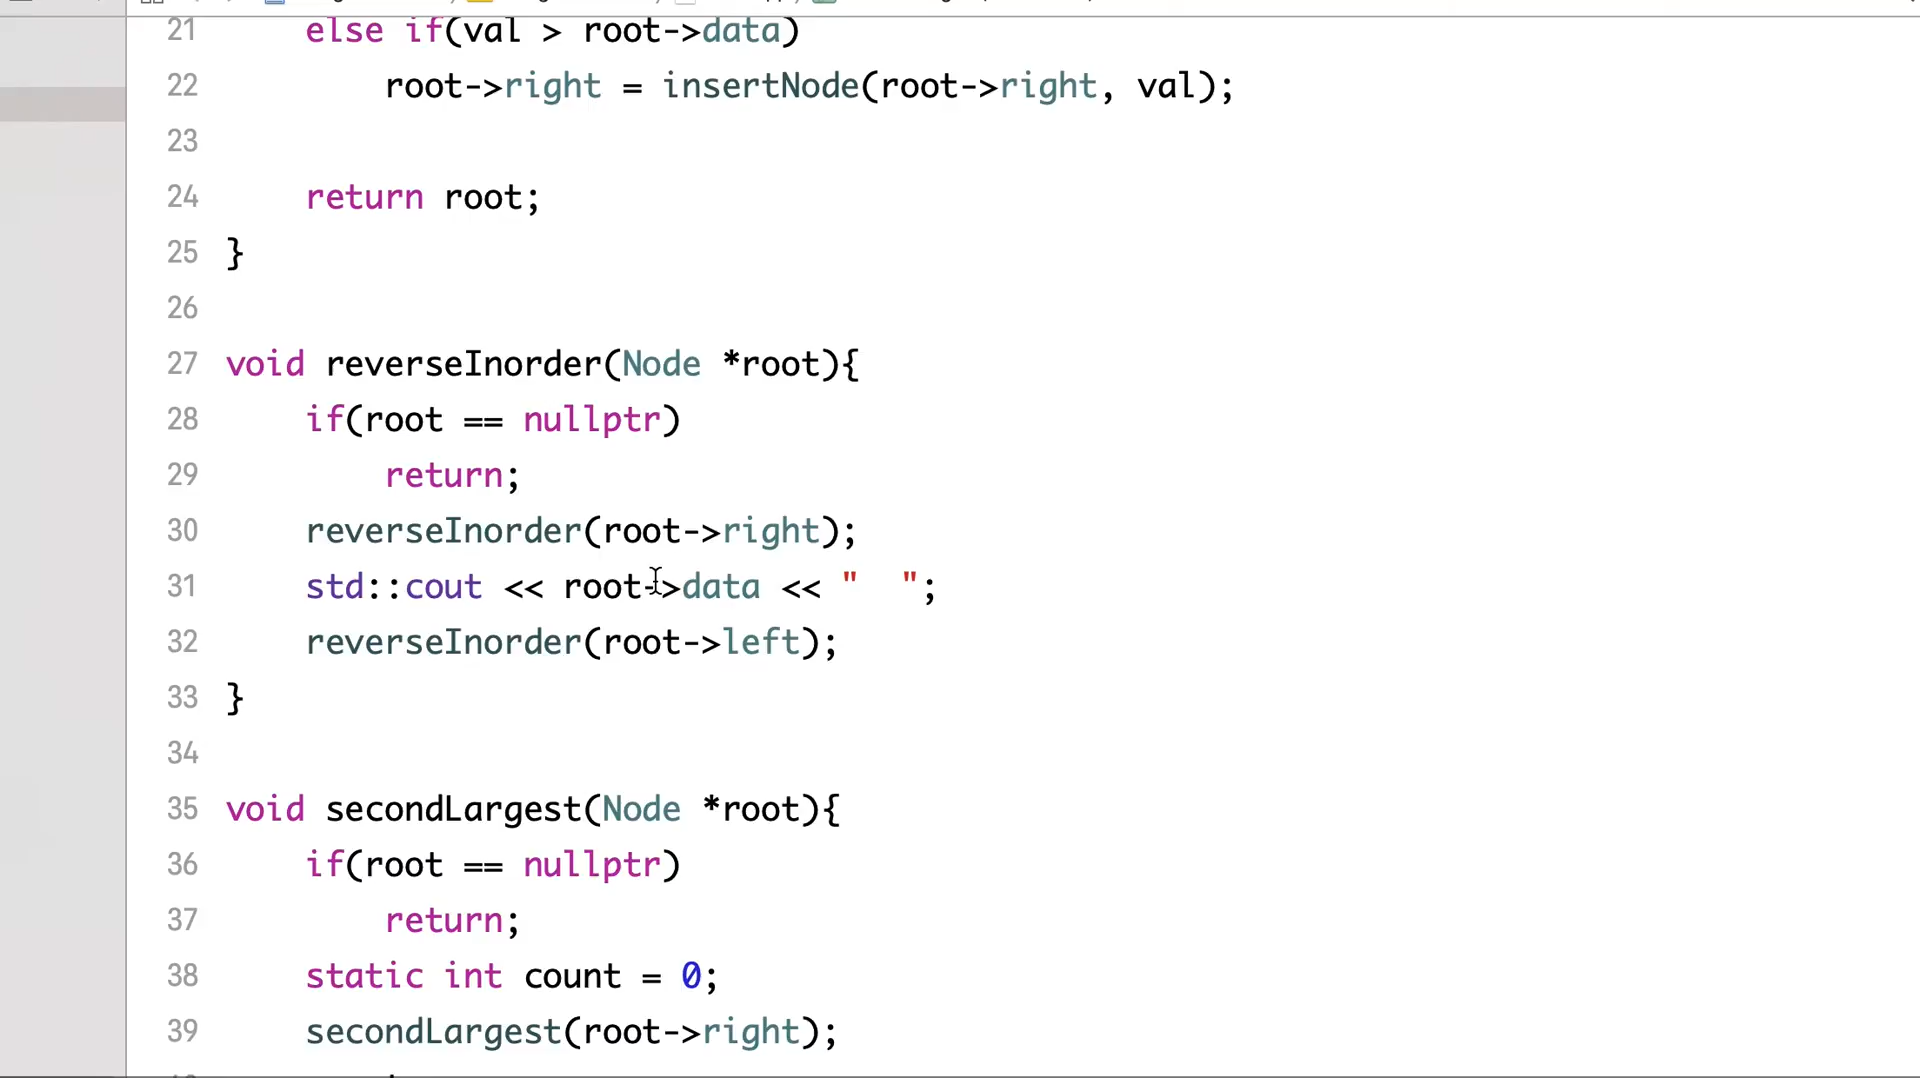 21 else if(val > root->data)
22 root->right = insertNode(root->right, val);
23
24 return root;
25 }
26
27 void reverseInorder(Node *root){
28 if(root == nullptr)
29 return;
30 reverseInorder(root->right);
31 std::cout << root->data << "  ";
32 reverseInorder(root->left);
33 }
34
35 void secondLargest(Node *root){
36 if(root == nullptr)
37 return;
38 static int count = 0;
39 secondLargest(root->right);